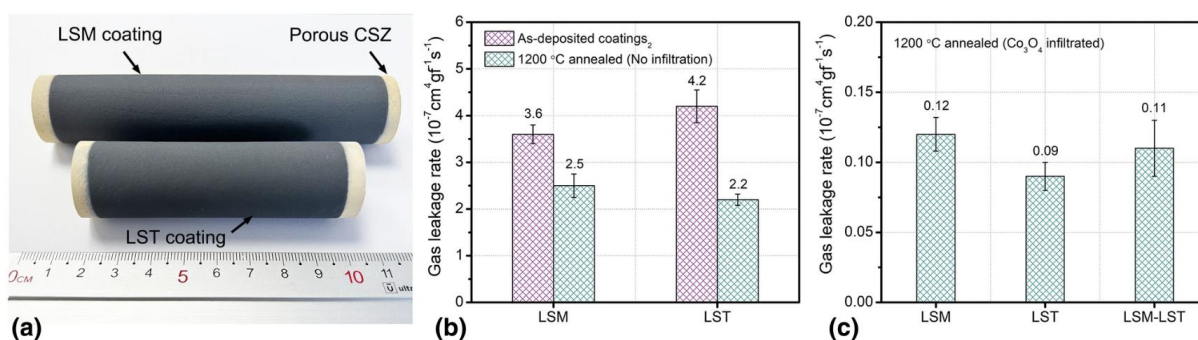 LSM coating
Porous CSZ
LST coating
0CM 1 2 3 4 5 6 7 8 9 10 11
ultra
(a)
Gas leakage rate (10⁻⁷cm⁴gf⁻¹s⁻¹)
6
5
4
3
2
1
0
As-deposited coatings₂
1200 °C annealed (No infiltration)
3.6
2.5
4.2
2.2
LSM
LST
(b)
Gas leakage rate (10⁻⁷cm⁴gf⁻¹s⁻¹)
0.20
0.15
0.10
0.05
0.00
1200 °C annealed (Co₃O₄ infiltrated)
0.12
0.09
0.11
LSM
LST
LSM-LST
(c)